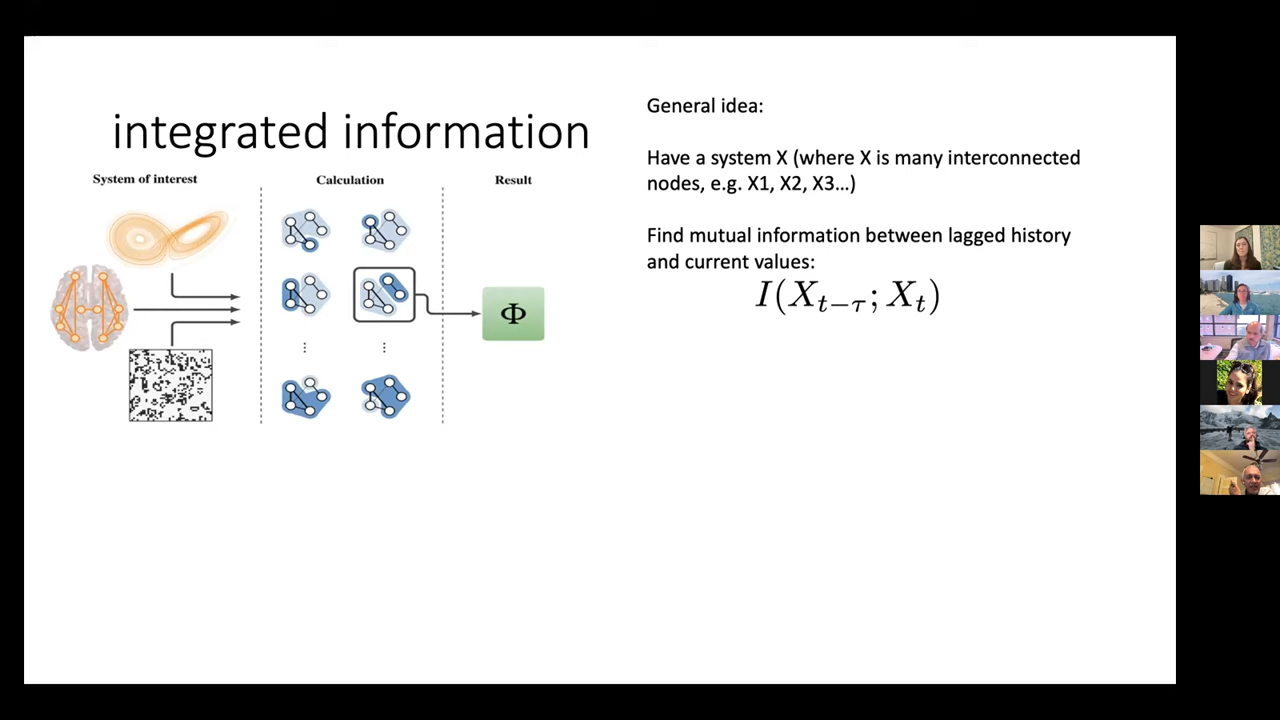 integrated information
System of interest
Calculation
Result
Φ
General idea:
Have a system X (where X is many interconnected
nodes, e.g. X1, X2, X3…)
Find mutual information between lagged history
and current values:
I(X_{t−τ}; X_t)